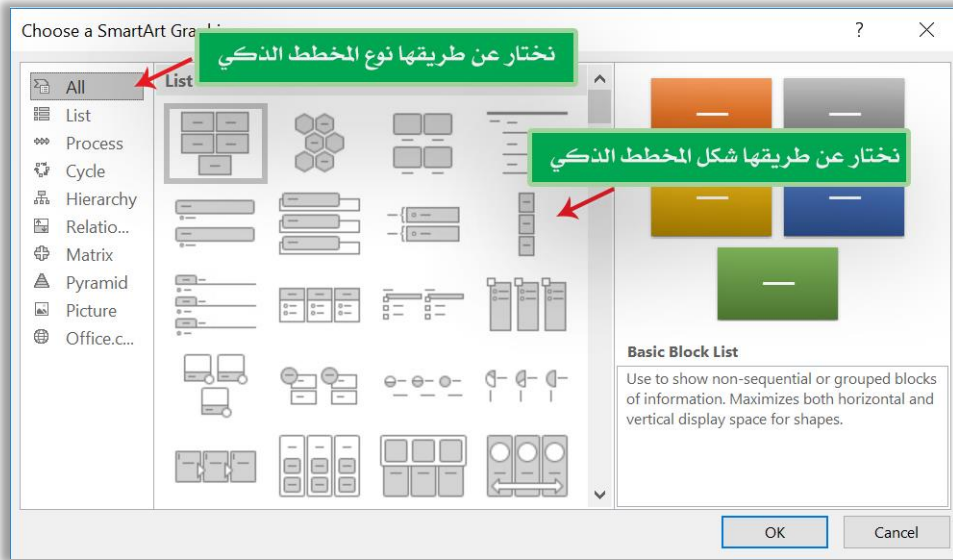 Choose a SmartArt Gra
?
نختار عن طريقها نوع المخطط الذكي
All
List
Process
Cycle
Hierarchy
Relatio...
Matrix
Pyramid
Picture
Office.c...
List
نختار عن طريقها شكل المخطط الذكي
Basic Block List
Use to show non-sequential or grouped blocks
of information. Maximizes both horizontal and
vertical display space for shapes.
OK
Cancel